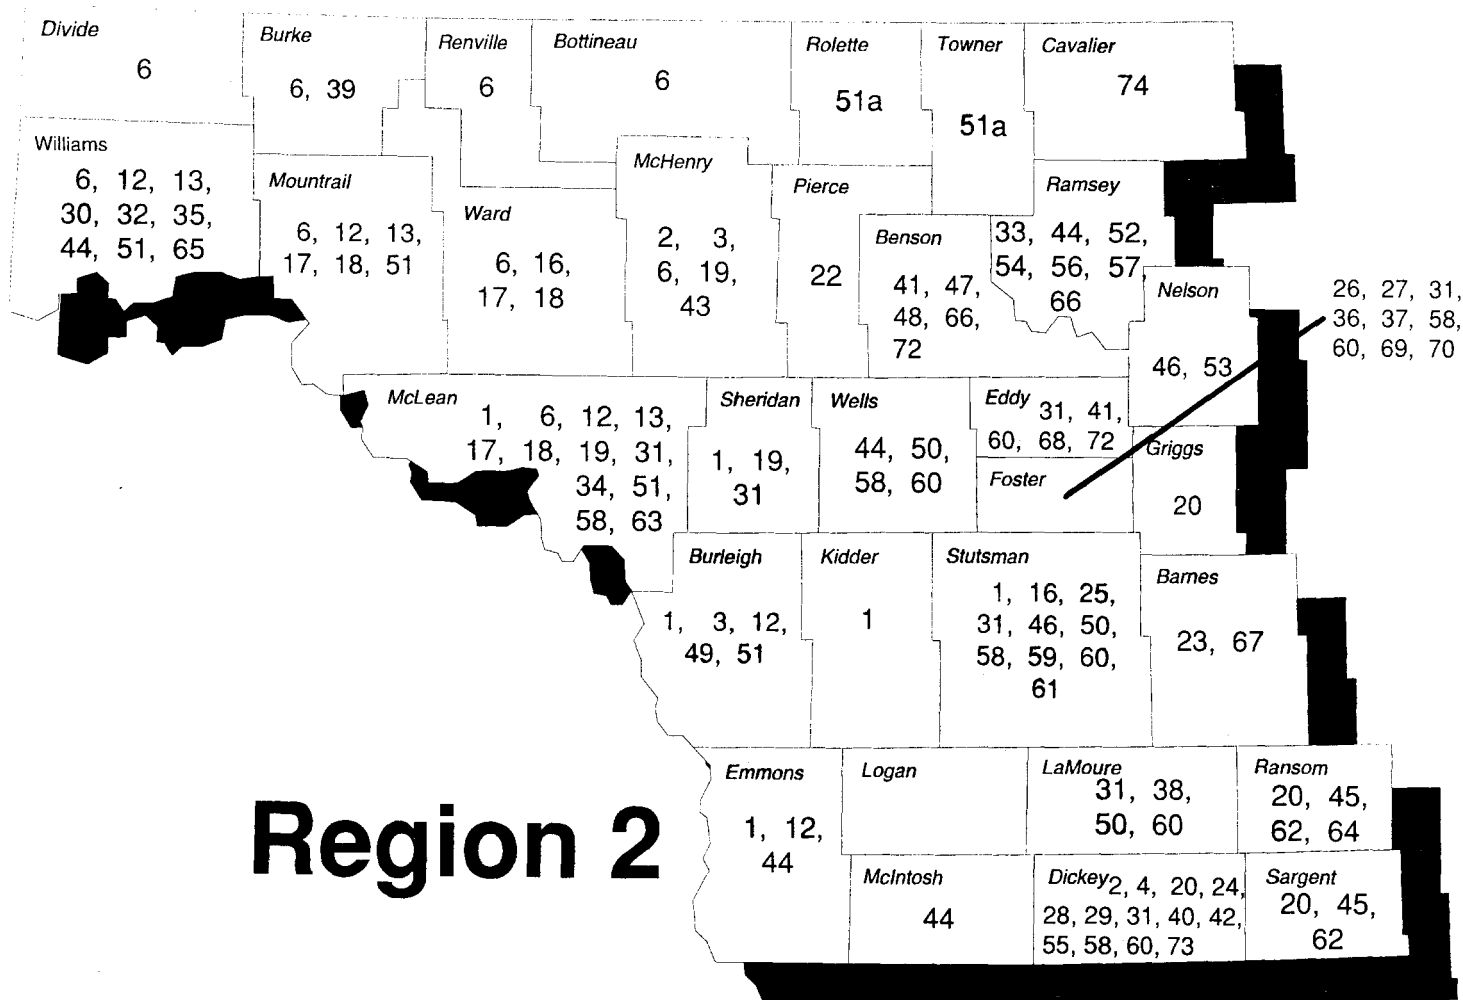 Divide
6
Burke
6, 39
Renville
6
Bottineau
6
Rolette
51a
Towner
51a
Cavalier
74
Williams
6, 12, 13,
30, 32, 35,
44, 51, 65
Mountrail
6, 12, 13,
17, 18, 51
Ward
6, 16,
17, 18
McHenry
2, 3,
6, 19,
43
Pierce
22
Benson
41, 47,
48, 66,
72
Ramsey
33, 44, 52,
54, 56, 57,
66
Nelson
46, 53
26, 27, 31,
36, 37, 58,
60, 69, 70
McLean
1, 6, 12, 13,
17, 18, 19, 31,
34, 51,
58, 63
Sheridan
1, 19,
31
Wells
44, 50,
58, 60
Eddy
31, 41,
60, 68, 72
Foster
Griggs
20
Burleigh
1, 3, 12,
49, 51
Kidder
1
Stutsman
1, 16, 25,
31, 46, 50,
58, 59, 60,
61
Barnes
23, 67
Emmons
1, 12,
44
Logan
LaMoure
31, 38,
50, 60
Ransom
20, 45,
62, 64
McIntosh
44
Dickey
2, 4, 20, 24,
28, 29, 31, 40, 42,
55, 58, 60, 73
Sargent
20, 45,
62
Region 2